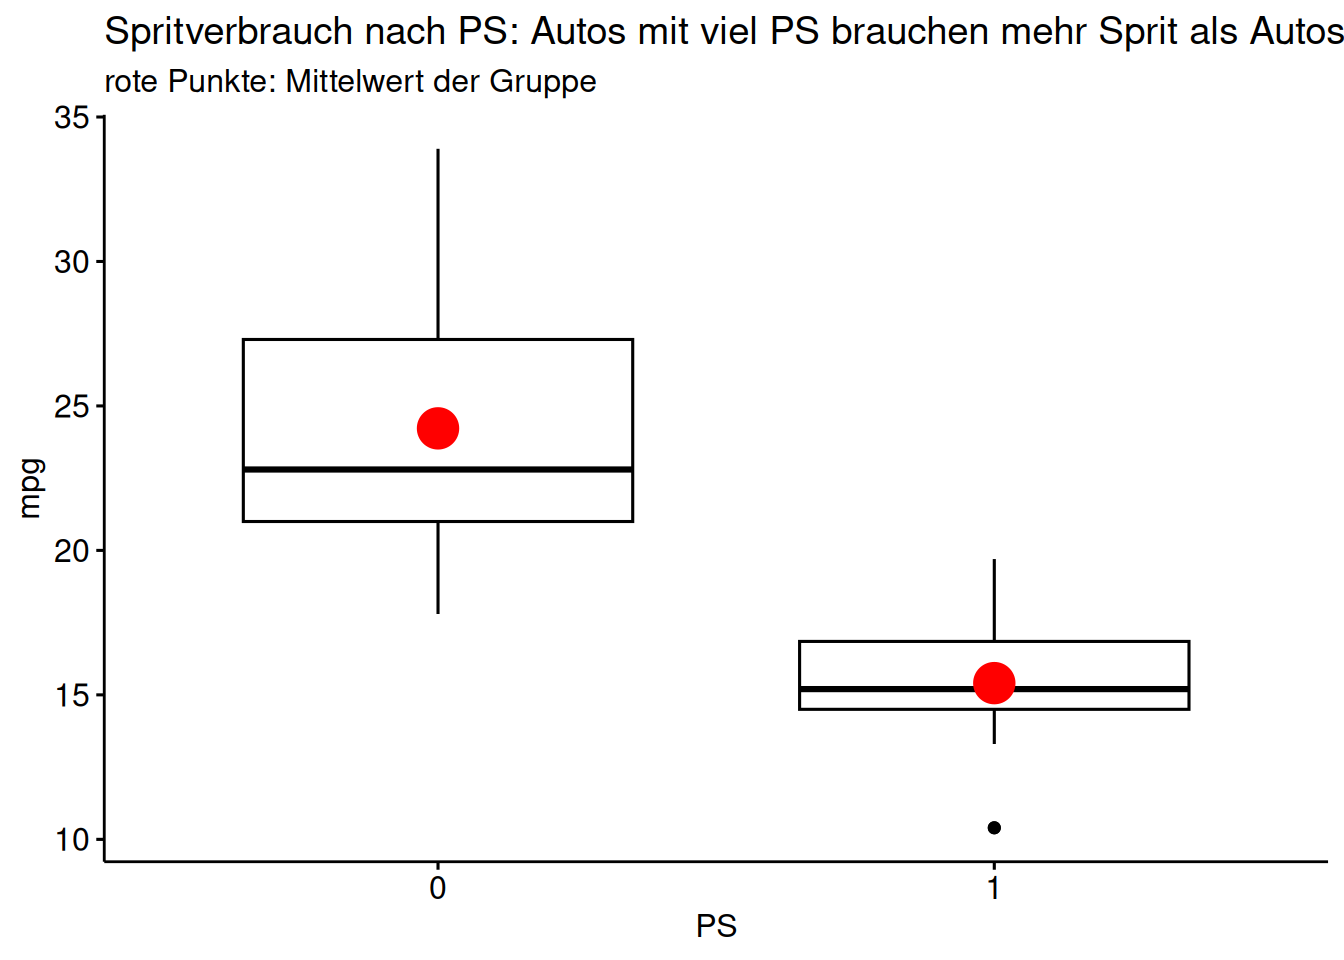 Spritverbrauch nach PS: Autos mit viel PS brauchen mehr Sprit als Autos
rote Punkte: Mittelwert der Gruppe
35
30
25
20
15
10
mpg
0
1
PS